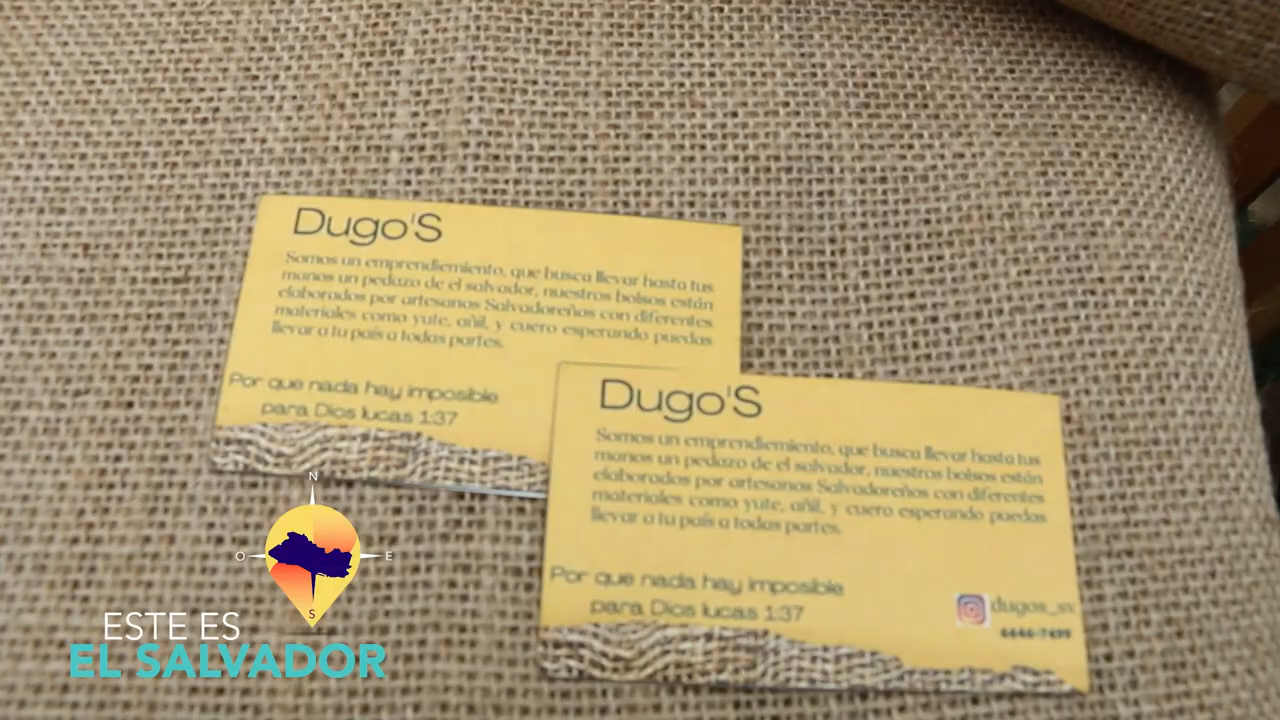 Dugo'S
Somos un emprendiemiento, que busca llevar hasta tus
manos un pedazo de el salvador, nuestros bolsos están
elaborados por artesanos Salvadoreños con diferentes
materiales como yute, añil, y cuero esperando puedas
llevar a tu país a todas partes.
Por que nada hay imposible
para Dios lucas 1:37
Dugo'S
Somos un emprendiemiento, que busca llevar hasta tus
manos un pedazo de el salvador, nuestros bolsos están
elaborados por artesanos Salvadoreños con diferentes
materiales como yute, añil, y cuero esperando puedas
llevar a tu país a todas partes.
Por que nada hay imposible
para Dios lucas 1:37
dugos_sv
N
O
E
S
ESTE ES
EL SALVADOR